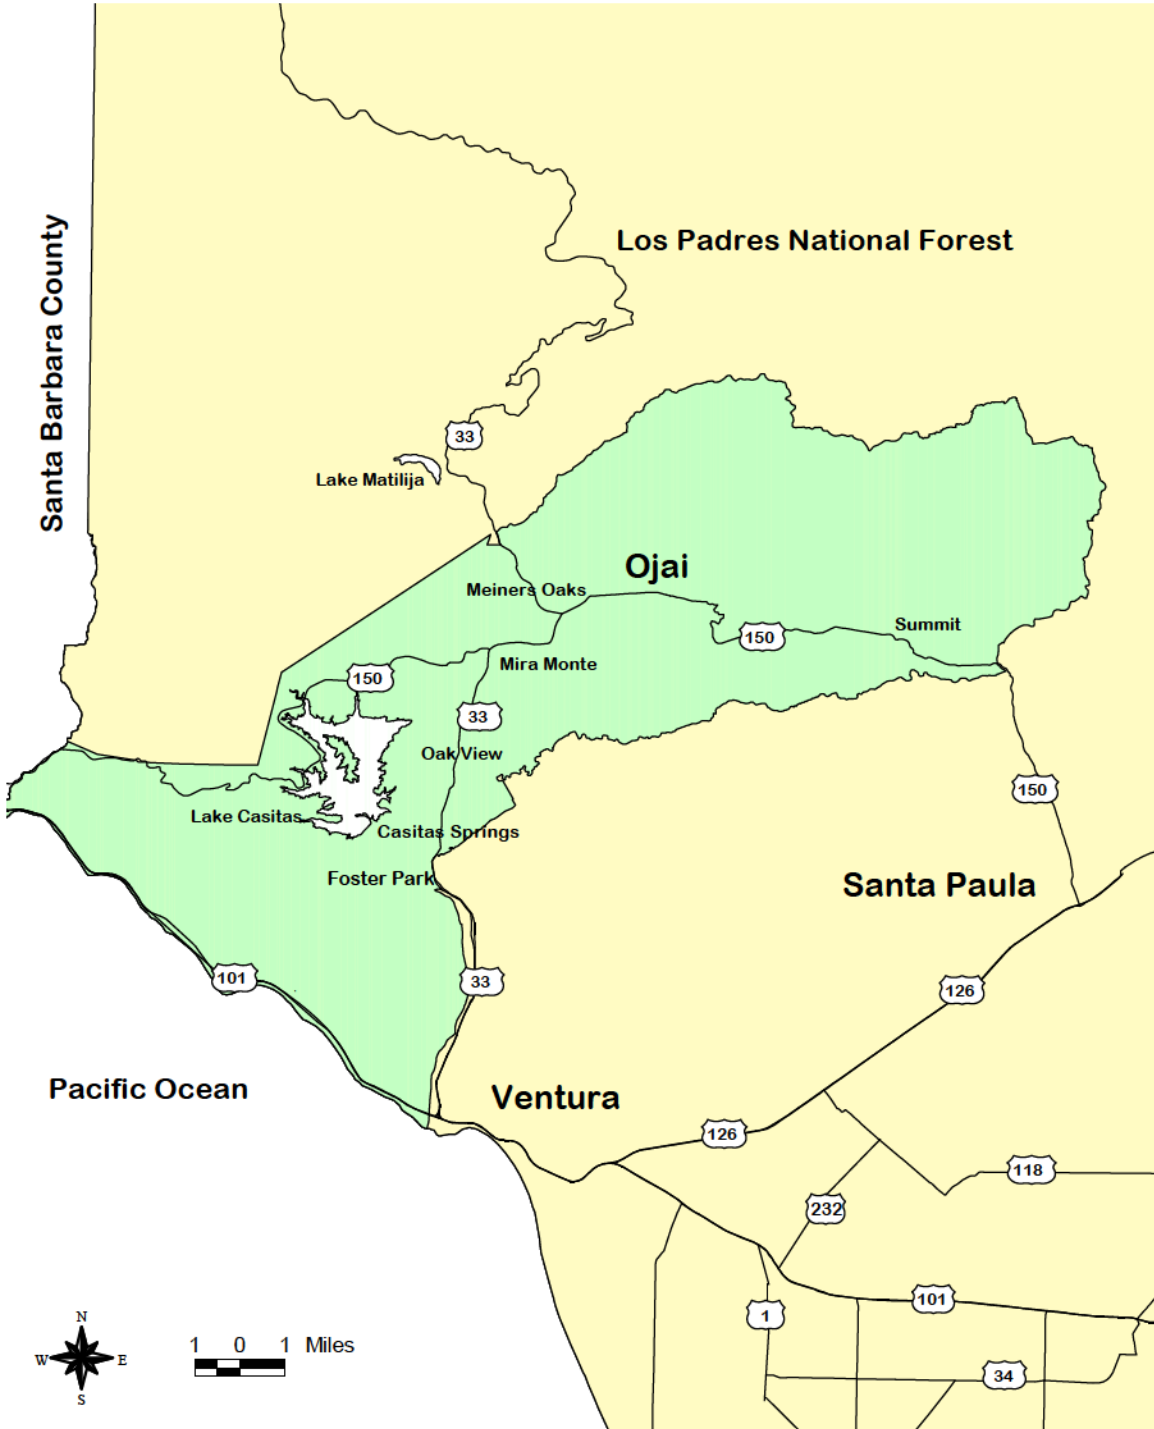 Los Padres National Forest
Santa Barbara County
33
Lake Matilija
Ojai
Meiners Oaks
Summit
150
Mira Monte
150
33
Oak View
150
Lake Casitas
Casitas Springs
Foster Park
Santa Paula
101
33
126
Pacific Ocean
Ventura
126
118
232
101
1
N
W E
S
1 0 1 Miles
34